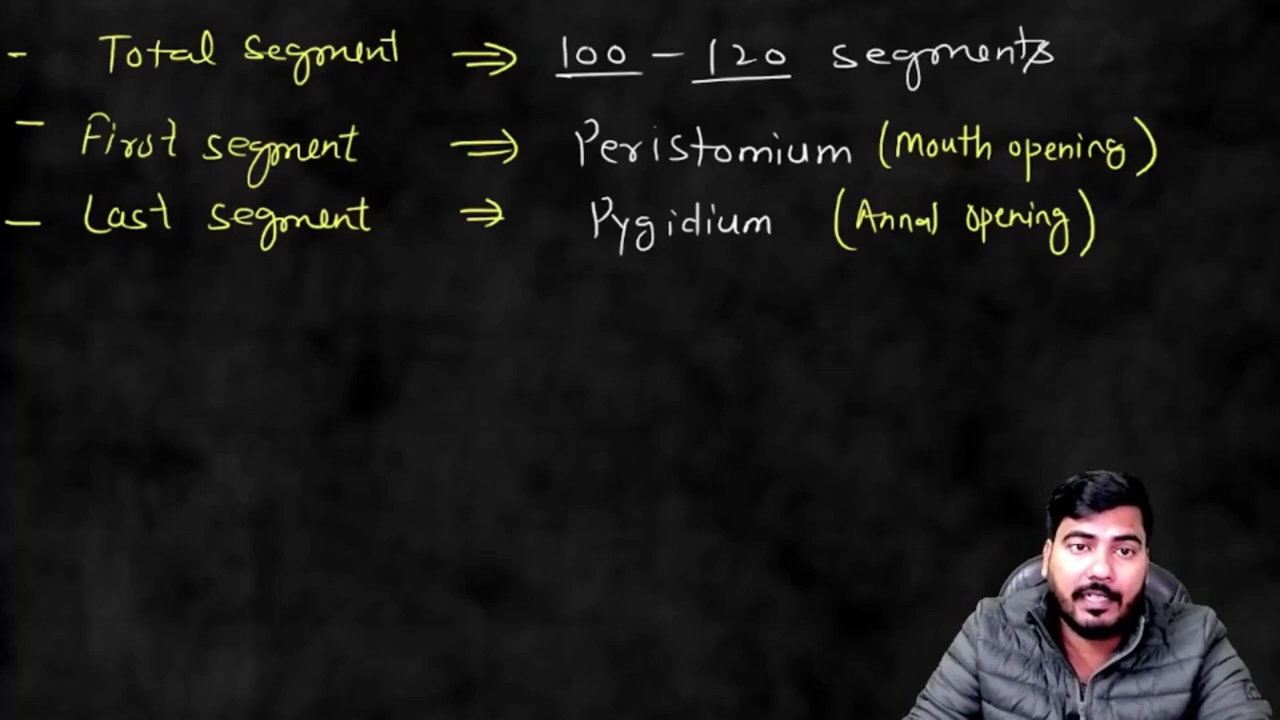 - Total segment ⇒ 100 - 120 segments
- First segment ⇒ Peristomium (Mouth opening)
- Last segment ⇒ Pygidium (Annal opening)